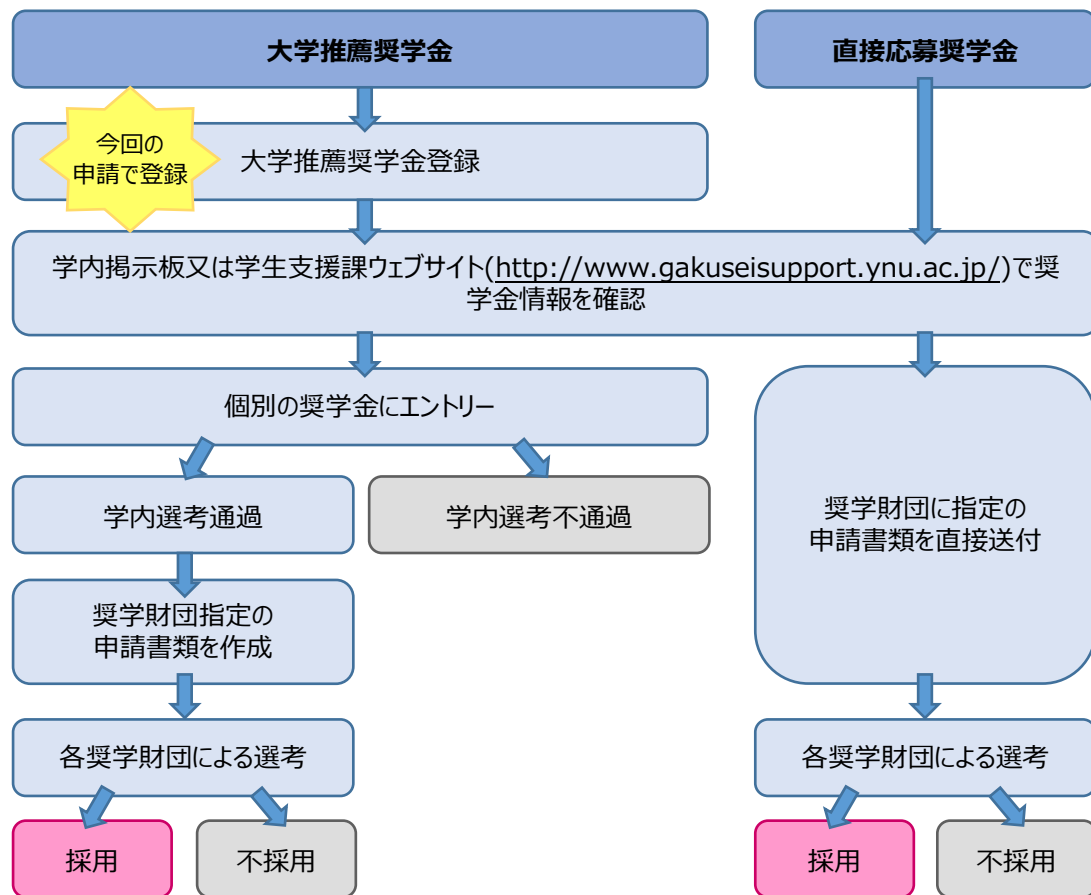 大学推薦奨学金
直接応募奨学金
今回の
申請で登録
大学推薦奨学金登録
学内掲示板又は学生支援課ウェブサイト(http://www.gakuseisupport.ynu.ac.jp/)で奨
学金情報を確認
個別の奨学金にエントリー
学内選考通過
学内選考不通過
奨学財団に指定の
申請書類を直接送付
奨学財団指定の
申請書類を作成
各奨学財団による選考
各奨学財団による選考
採用
不採用
採用
不採用